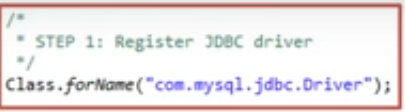 /*
* STEP 1: Register JDBC driver
*/
Class.forName("com.mysql.jdbc.Driver");